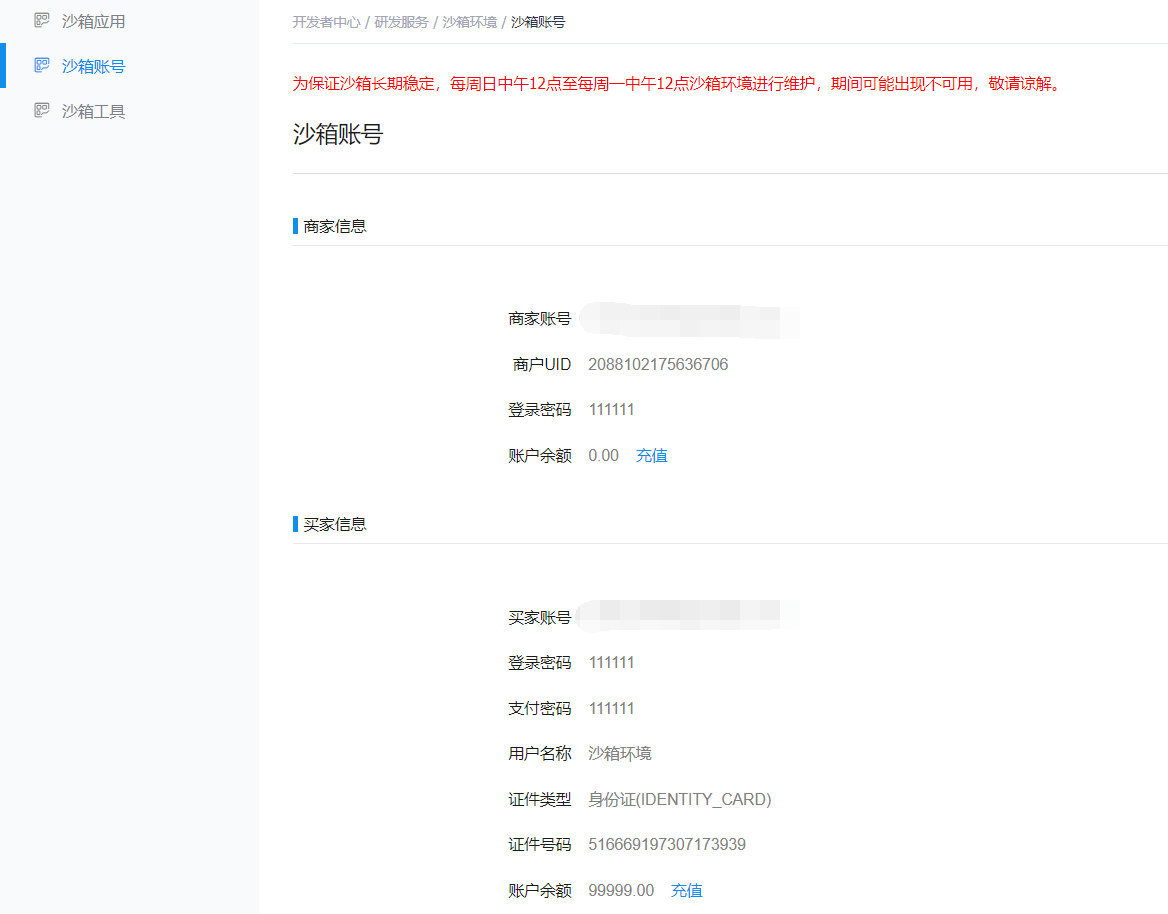 沙箱应用
沙箱账号
沙箱工具
开发者中心 / 研发服务 / 沙箱环境 / 沙箱账号
为保证沙箱长期稳定，每周日中午12点至每周一中午12点沙箱环境进行维护，期间可能出现不可用，敬请谅解。
沙箱账号
商家信息
商家账号
商户UID 2088102175636706
登录密码 111111
账户余额 0.00 充值
买家信息
买家账号
登录密码 111111
支付密码 111111
用户名称 沙箱环境
证件类型 身份证(IDENTITY_CARD)
证件号码 516669197307173939
账户余额 99999.00 充值